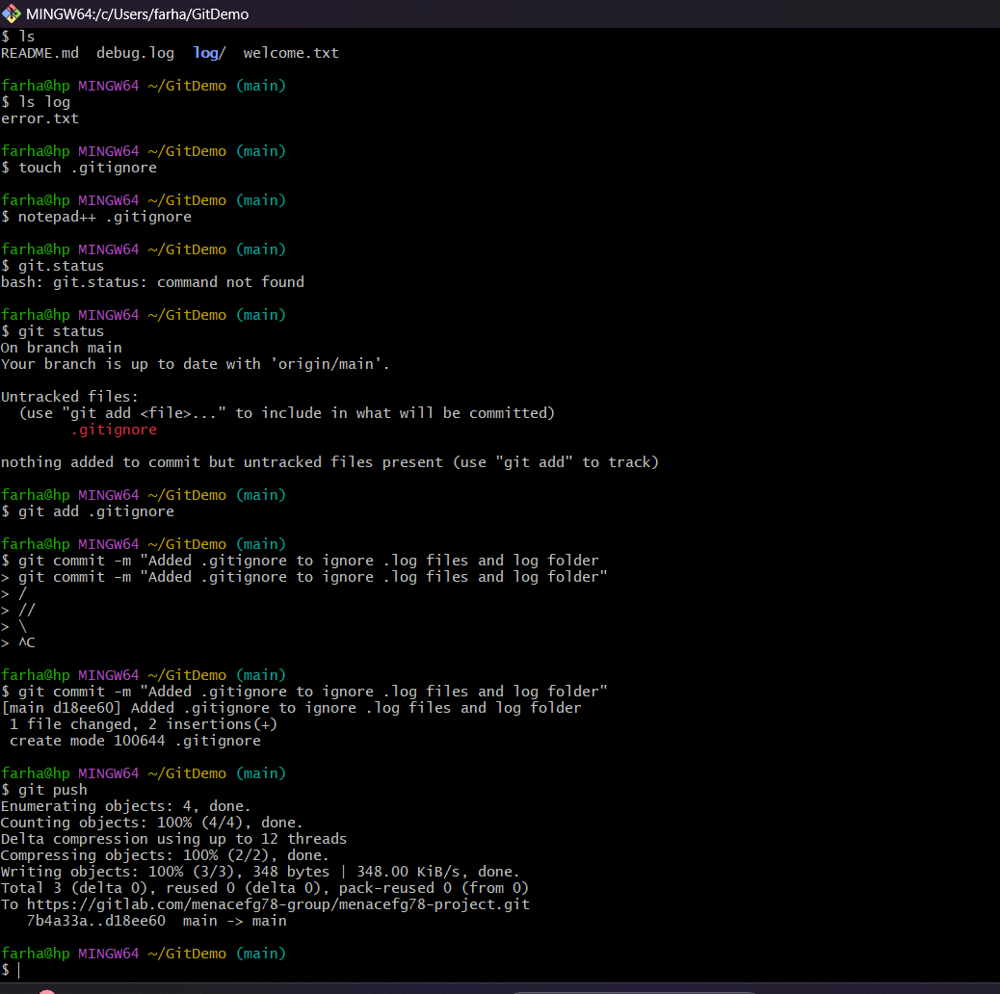 MINGW64:/c/Users/farha/GitDemo
$ ls
README.md  debug.log  log/  welcome.txt
farha@hp MINGW64 ~/GitDemo (main)
$ ls log
error.txt
farha@hp MINGW64 ~/GitDemo (main)
$ touch .gitignore
farha@hp MINGW64 ~/GitDemo (main)
$ notepad++ .gitignore
farha@hp MINGW64 ~/GitDemo (main)
$ git.status
bash: git.status: command not found
farha@hp MINGW64 ~/GitDemo (main)
$ git status
On branch main
Your branch is up to date with 'origin/main'.
Untracked files:
  (use "git add <file>..." to include in what will be committed)
        .gitignore
nothing added to commit but untracked files present (use "git add" to track)
farha@hp MINGW64 ~/GitDemo (main)
$ git add .gitignore
farha@hp MINGW64 ~/GitDemo (main)
$ git commit -m "Added .gitignore to ignore .log files and log folder
> git commit -m "Added .gitignore to ignore .log files and log folder"
> /
> //
> \
> ^C
farha@hp MINGW64 ~/GitDemo (main)
$ git commit -m "Added .gitignore to ignore .log files and log folder"
[main d18ee60] Added .gitignore to ignore .log files and log folder
 1 file changed, 2 insertions(+)
 create mode 100644 .gitignore
farha@hp MINGW64 ~/GitDemo (main)
$ git push
Enumerating objects: 4, done.
Counting objects: 100% (4/4), done.
Delta compression using up to 12 threads
Compressing objects: 100% (2/2), done.
Writing objects: 100% (3/3), 348 bytes | 348.00 KiB/s, done.
Total 3 (delta 0), reused 0 (delta 0), pack-reused 0 (from 0)
To https://gitlab.com/menacefg78-group/menacefg78-project.git
   7b4a33a..d18ee60  main -> main
farha@hp MINGW64 ~/GitDemo (main)
$